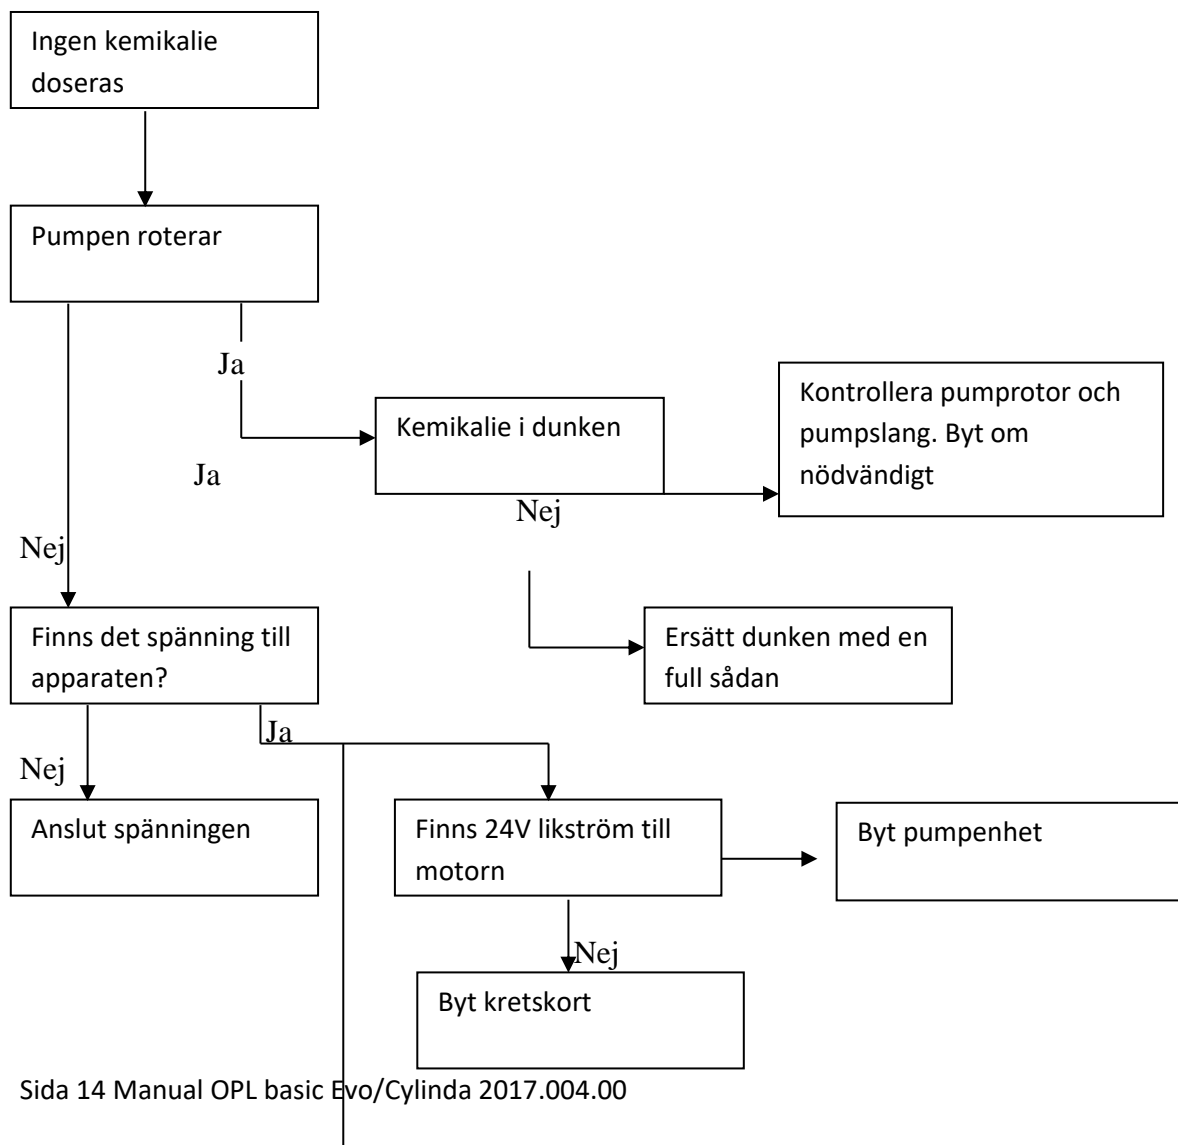 Ingen kemikalie
doseras
Pumpen roterar
Ja
Kemikalie i dunken
Kontrollera pumprotor och
pumpslang. Byt om
nödvändigt
Ja
Nej
Nej
Finns det spänning till
apparaten?
Ersätt dunken med en
full sådan
Ja
Nej
Anslut spänningen
Finns 24V likström till
motorn
Byt pumpenhet
Nej
Byt kretskort
Sida 14 Manual OPL basic Evo/Cylinda 2017.004.00